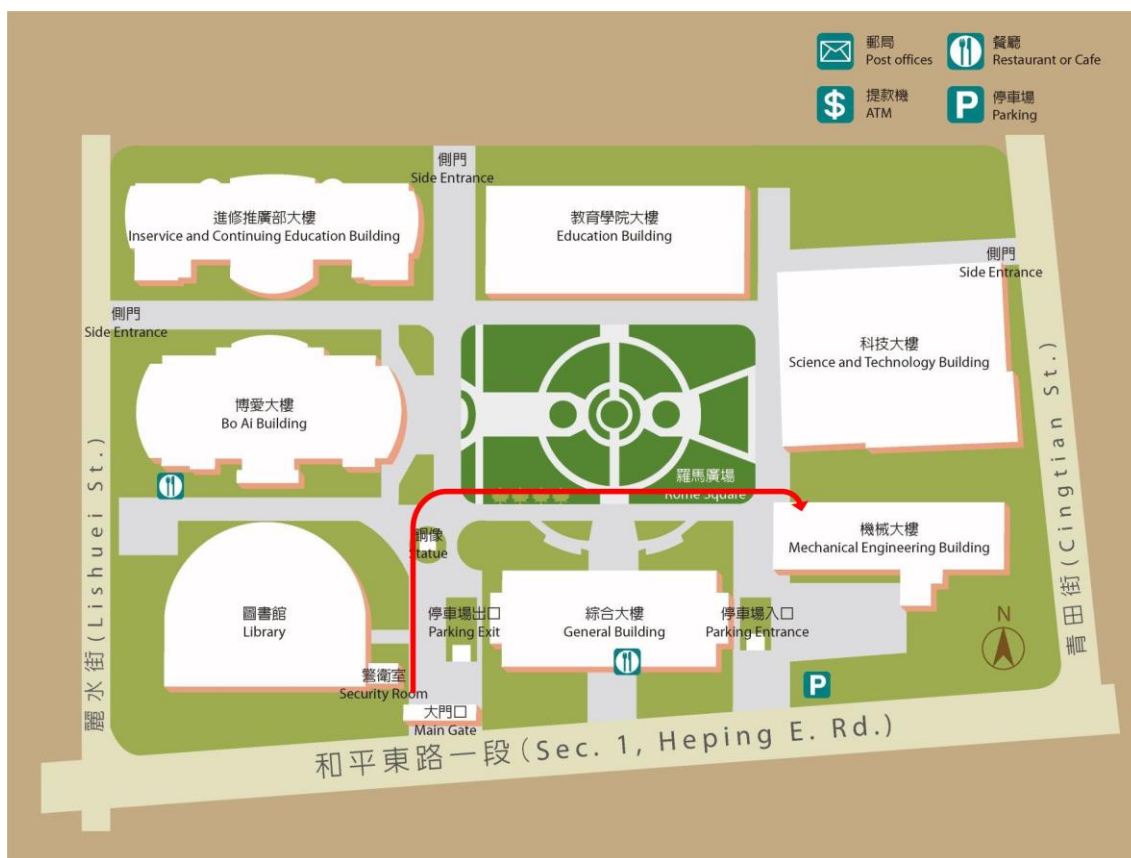 郵局
Post offices
餐廳
Restaurant or Cafe
$
提款機
ATM
P
停車場
Parking
側門
Side Entrance
進修推廣部大樓
Inservice and Continuing Education Building
教育學院大樓
Education Building
側門
Side Entrance
側門
Side Entrance
科技大樓
Science and Technology Building
博愛大樓
Bo Ai Building
羅馬廣場
Rome Square
銅像
Statue
機械大樓
Mechanical Engineering Building
圖書館
Library
停車場出口
Parking Exit
綜合大樓
General Building
停車場入口
Parking Entrance
N
警衛室
Security Room
P
大門口
Main Gate
麗水街(Lishuei St.)
青田街(Cingtian St.)
和平東路一段(Sec. 1, Heping E. Rd.)